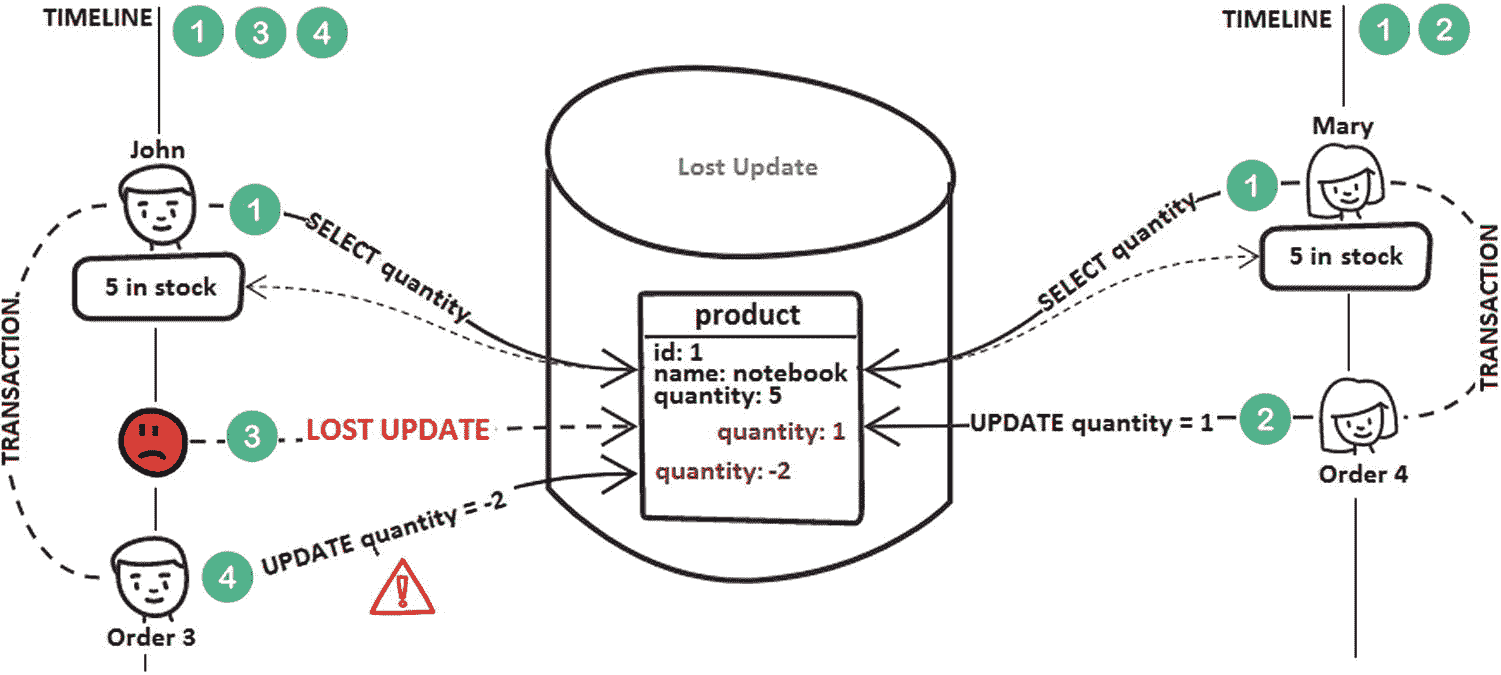 TIMELINE 1 3 4
TIMELINE 1 2
John
Mary
1 SELECT quantity
SELECT quantity 1
5 in stock
5 in stock
TRANSACTION
TRANSACTION
Lost Update
product
id: 1
name: notebook
quantity: 5
quantity: 1
quantity: -2
3 LOST UPDATE
UPDATE quantity = 1 2
Order 4
4 UPDATE quantity = -2
!
Order 3